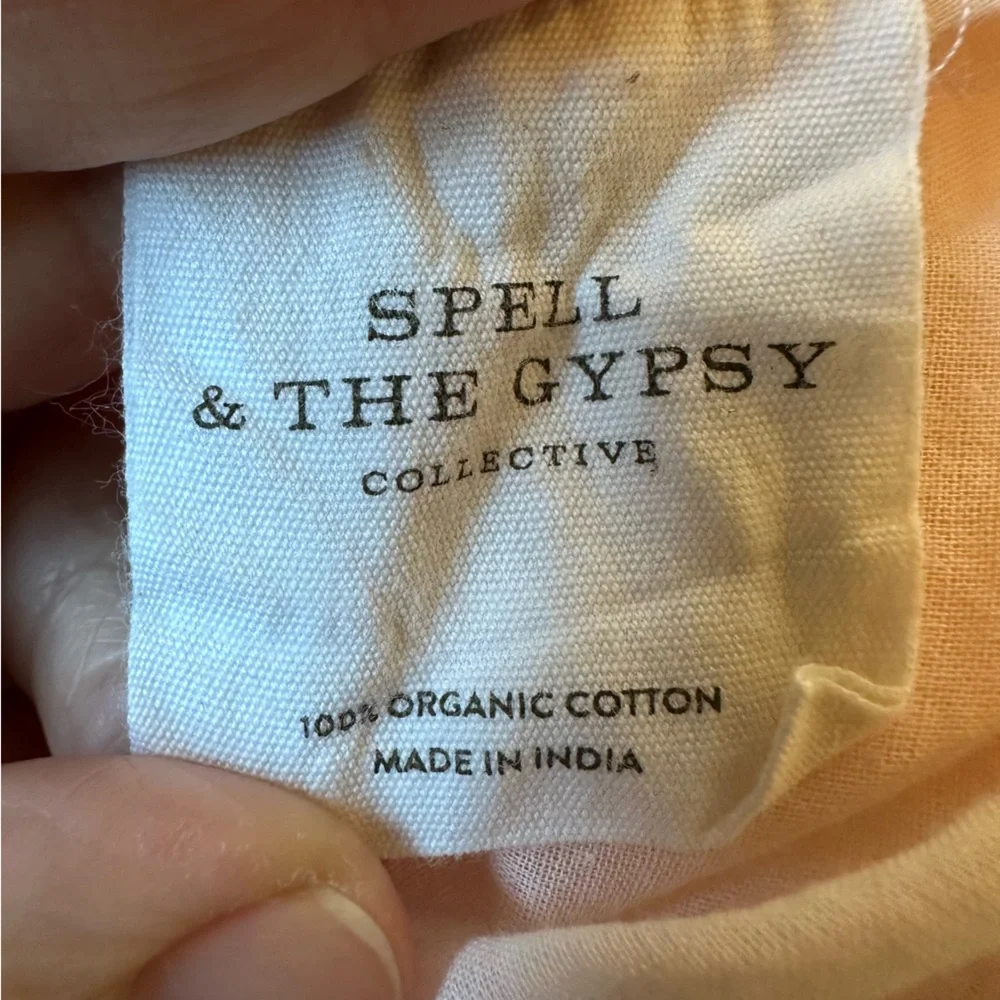 SPELL
& THE GYPSY
COLLECTIVE
100% ORGANIC COTTON
MADE IN INDIA